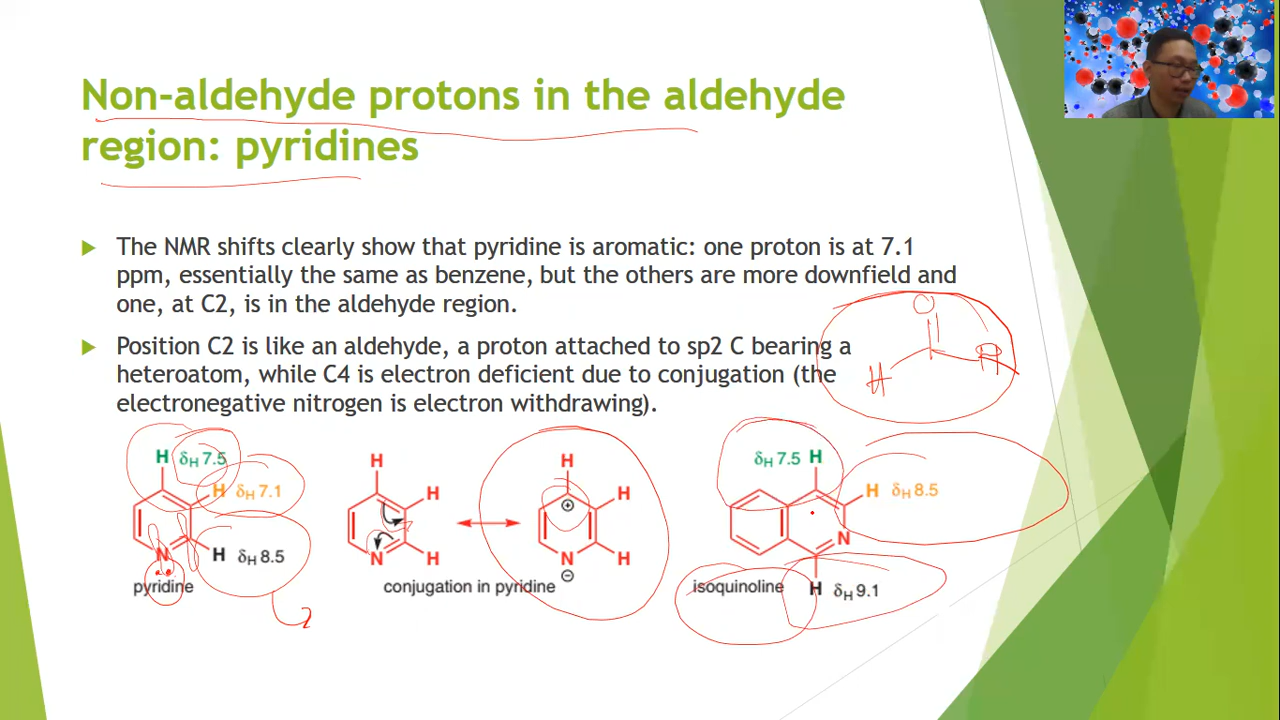 Non-aldehyde protons in the aldehyde
region: pyridines
The NMR shifts clearly show that pyridine is aromatic: one proton is at 7.1
ppm, essentially the same as benzene, but the others are more downfield and
one, at C2, is in the aldehyde region.
Position C2 is like an aldehyde, a proton attached to sp2 C bearing a
heteroatom, while C4 is electron deficient due to conjugation (the
electronegative nitrogen is electron withdrawing).
O
H R
H δH 7.5
H δH 7.1
N H δH 8.5
pyridine
2
H
H
N H
H
⊕ H
N H
⊖
conjugation in pyridine
δH 7.5 H
H δH 8.5
N
isoquinoline H δH 9.1